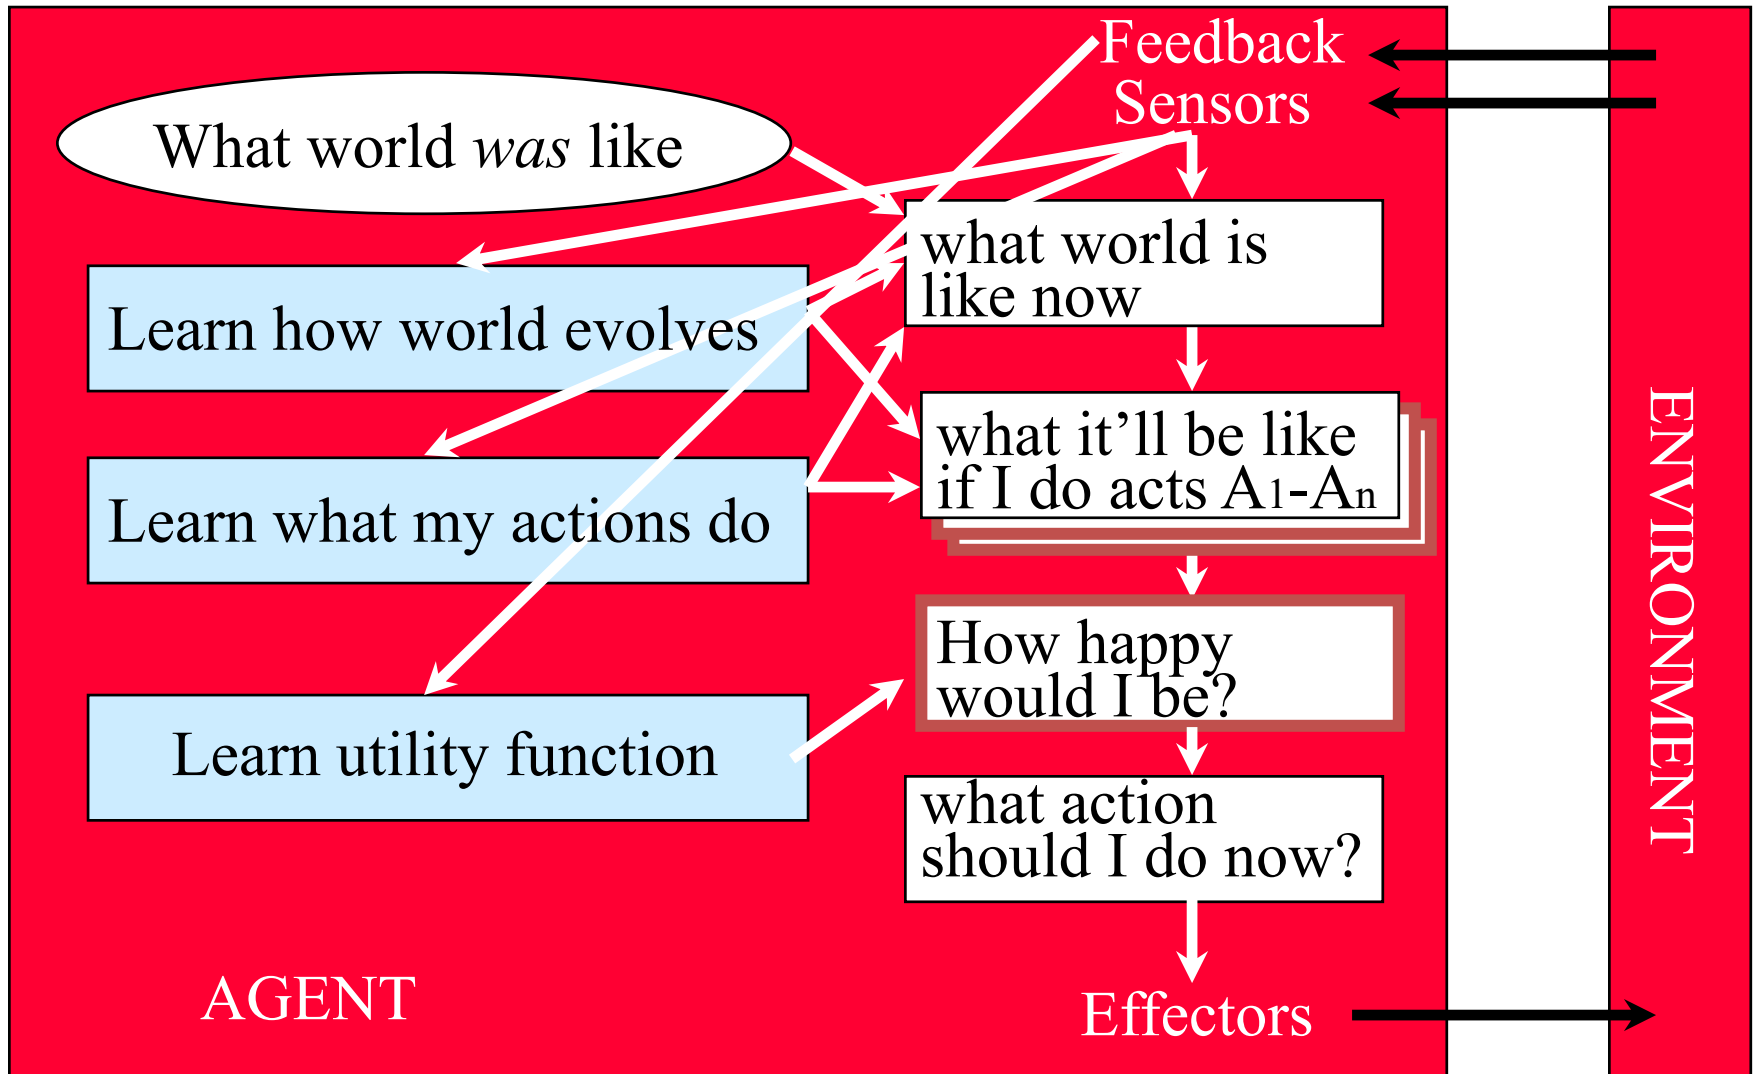 Feedback
Sensors
What world was like
what world is
like now
Learn how world evolves
what it’ll be like
if I do acts A1-An
Learn what my actions do
How happy
would I be?
Learn utility function
what action
should I do now?
AGENT
Effectors
ENVIRONMENT